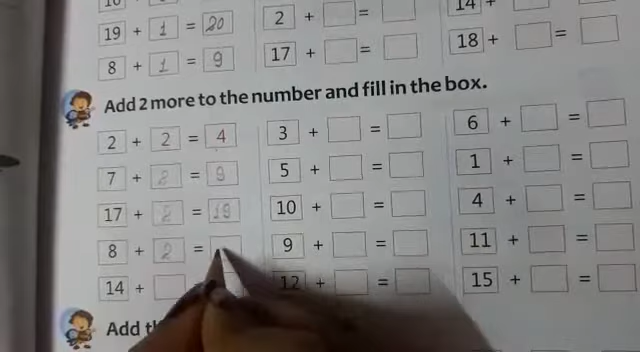 19 + 1 = 20 2 + =
8 + 1 = 9 17 + = 18 + =
Add 2 more to the number and fill in the box.
2 + 2 = 4 3 + = 6 + =
7 + 2 = 9 5 + = 1 + =
17 + 2 = 19 10 + = 4 + =
8 + 2 = 9 + = 11 + =
14 + 12 + = 15 + =
Add